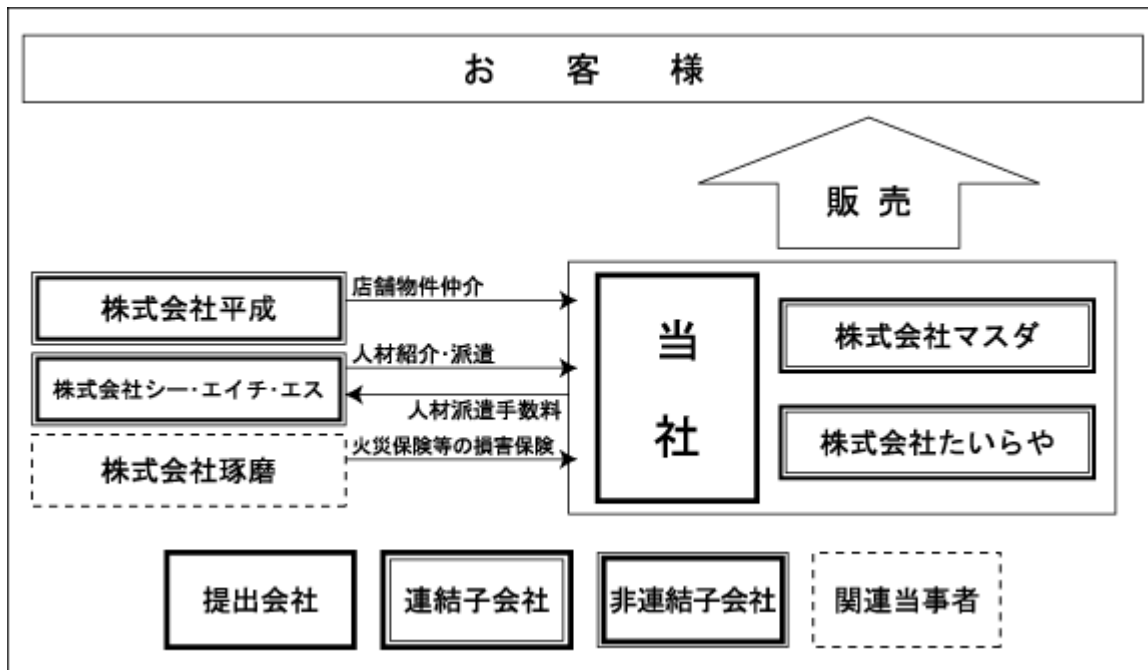 お客様
販売
株式会社平成
店舗物件仲介
株式会社シー・エイチ・エス
人材紹介・派遣
人材派遣手数料
株式会社琢磨
火災保険等の損害保険
当社
株式会社マスダ
株式会社たいらや
提出会社
連結子会社
非連結子会社
関連当事者